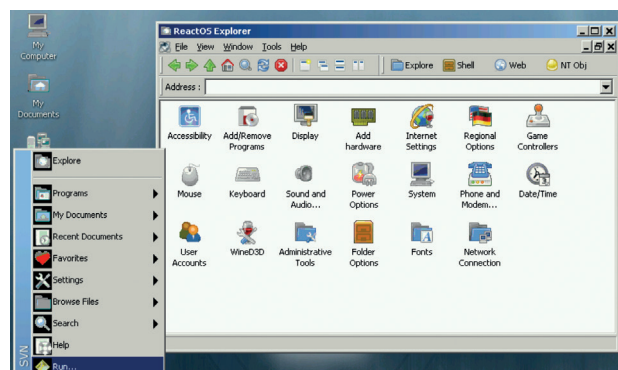 My
Computer
My
Documents
ReactOS Explorer
File View Window Tools Help
Explore Shell Web NT Obj
Address :
Accessibility Add/Remove Programs Display Add hardware Internet Settings Regional Options Game Controllers
Mouse Keyboard Sound and Audio... Power Options System Phone and Modem... Date/Time
User Accounts WineD3D Administrative Tools Folder Options Fonts Network Connection
Explore
Programs
My Documents
Recent Documents
Favorites
Settings
Browse Files
Search
Help
Run...
SVN